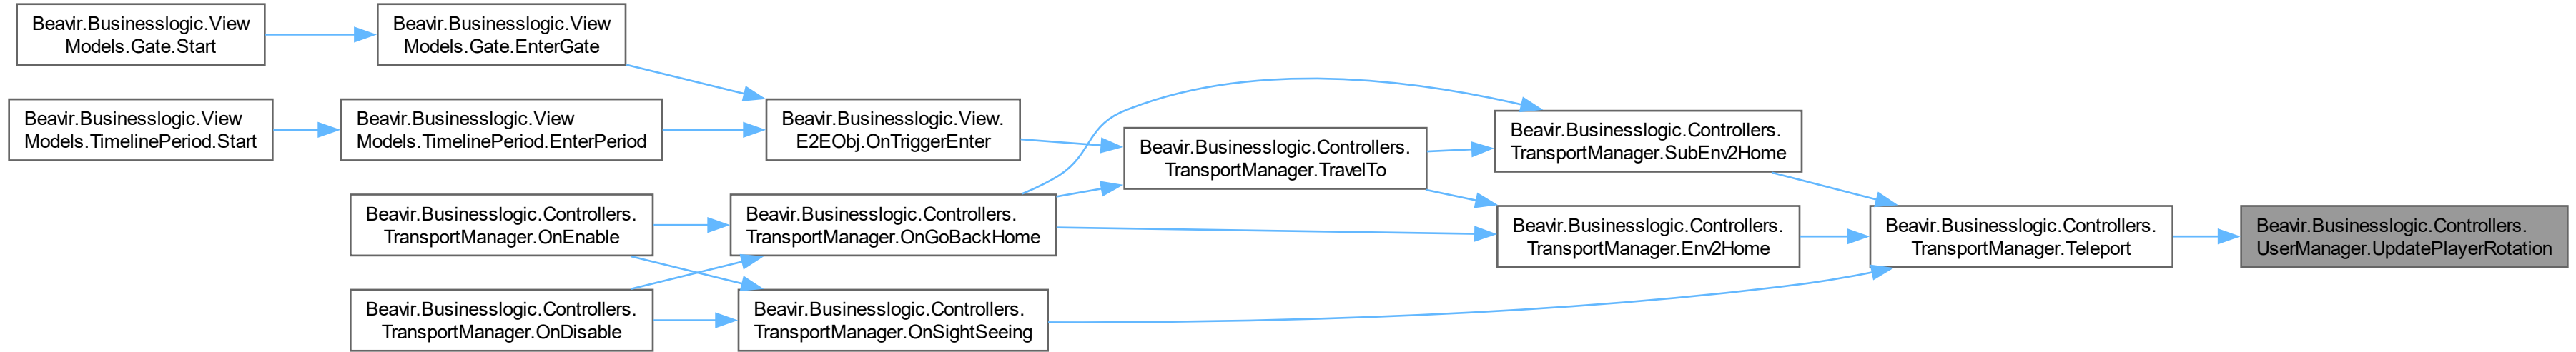 Beavir.Businesslogic.View
Models.Gate.Start
Beavir.Businesslogic.View
Models.Gate.EnterGate
Beavir.Businesslogic.View
Models.TimelinePeriod.Start
Beavir.Businesslogic.View
Models.TimelinePeriod.EnterPeriod
Beavir.Businesslogic.View.
E2EObj.OnTriggerEnter
Beavir.Businesslogic.Controllers.
TransportManager.TravelTo
Beavir.Businesslogic.Controllers.
TransportManager.SubEnv2Home
Beavir.Businesslogic.Controllers.
TransportManager.OnEnable
Beavir.Businesslogic.Controllers.
TransportManager.OnGoBackHome
Beavir.Businesslogic.Controllers.
TransportManager.Env2Home
Beavir.Businesslogic.Controllers.
TransportManager.Teleport
Beavir.Businesslogic.Controllers.
UserManager.UpdatePlayerRotation
Beavir.Businesslogic.Controllers.
TransportManager.OnDisable
Beavir.Businesslogic.Controllers.
TransportManager.OnSightSeeing